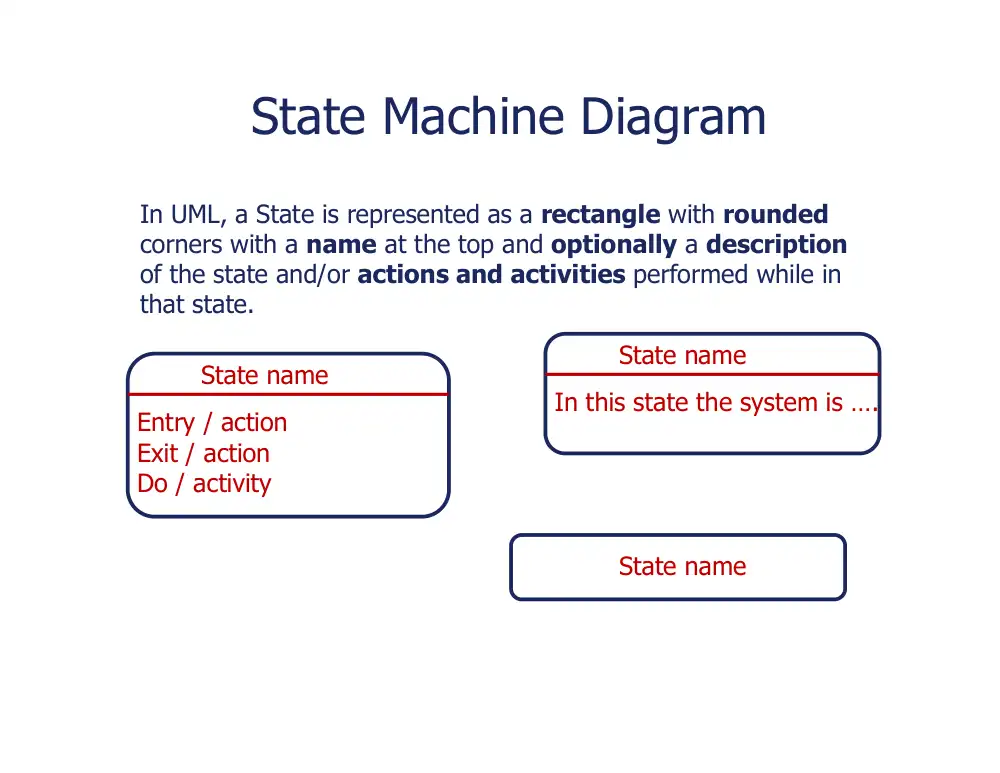 State Machine Diagram
In UML, a State is represented as a rectangle with rounded
corners with a name at the top and optionally a description
of the state and/or actions and activities performed while in
that state.
State name
Entry / action
Exit / action
Do / activity
State name
In this state the system is ….
State name